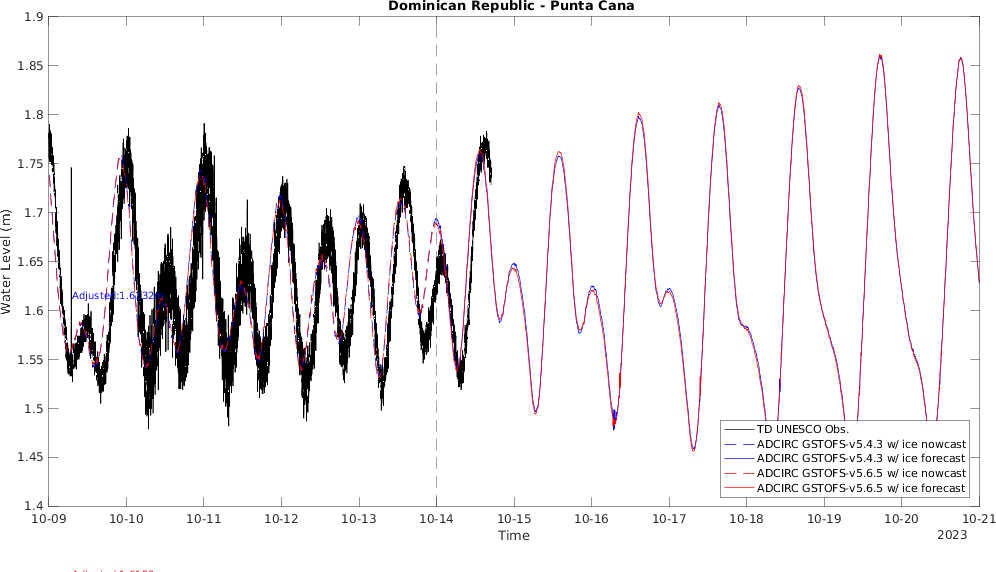 Dominican Republic - Punta Cana
1.9
1.85
1.8
1.75
1.7
1.65
1.6
1.55
1.5
1.45
1.4
Water Level (m)
TD UNESCO Obs.
ADCIRC GSTOFS-v5.4.3 w/ ice nowcast
ADCIRC GSTOFS-v5.4.3 w/ ice forecast
ADCIRC GSTOFS-v5.6.5 w/ ice nowcast
ADCIRC GSTOFS-v5.6.5 w/ ice forecast
10-09 10-10 10-11 10-12 10-13 10-14 10-15 10-16 10-17 10-18 10-19 10-20 10-21
Time
2023